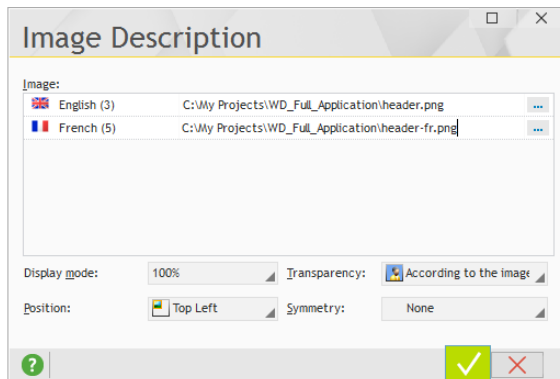 Image Description
Image:
English (3) C:\My Projects\WD_Full_Application\header.png ...
French (5) C:\My Projects\WD_Full_Application\header-fr.png ...
Display mode: 100% Transparency: According to the image
Position: Top Left Symmetry: None
?